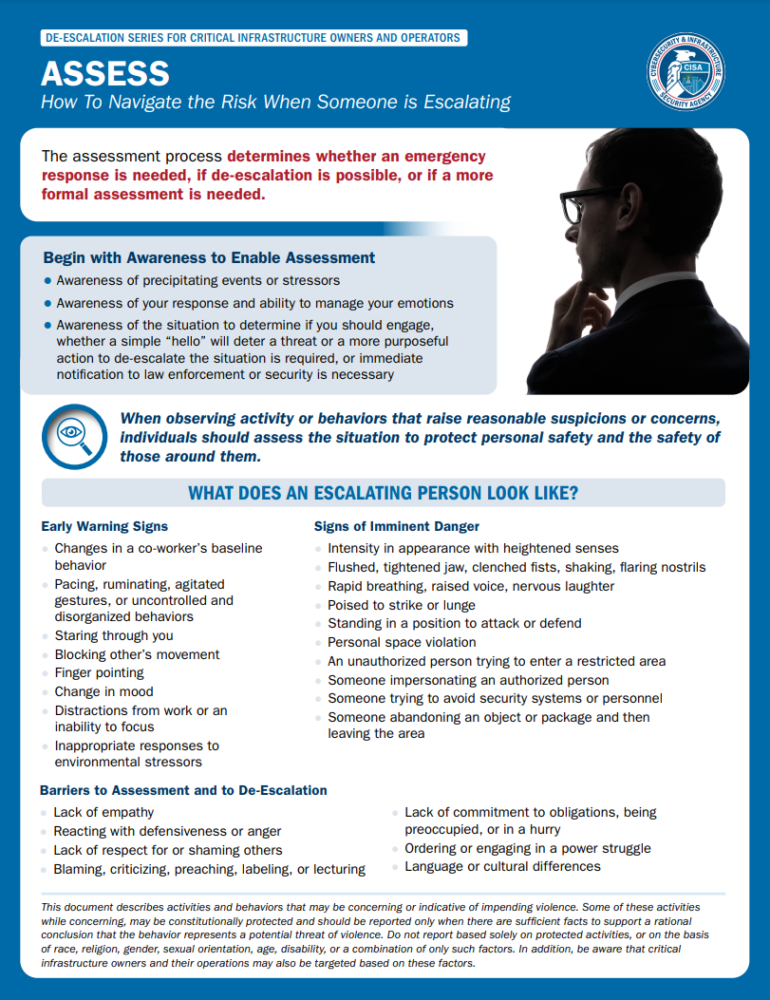 DE-ESCALATION SERIES FOR CRITICAL INFRASTRUCTURE OWNERS AND OPERATORS
ASSESS
How To Navigate the Risk When Someone is Escalating
CYBERSECURITY & INFRASTRUCTURE
CISA
SECURITY AGENCY
The assessment process determines whether an emergency
response is needed, if de-escalation is possible, or if a more
formal assessment is needed.
Begin with Awareness to Enable Assessment
● Awareness of precipitating events or stressors
● Awareness of your response and ability to manage your emotions
● Awareness of the situation to determine if you should engage,
whether a simple “hello” will deter a threat or a more purposeful
action to de-escalate the situation is required, or immediate
notification to law enforcement or security is necessary
When observing activity or behaviors that raise reasonable suspicions or concerns,
individuals should assess the situation to protect personal safety and the safety of
those around them.
WHAT DOES AN ESCALATING PERSON LOOK LIKE?
Early Warning Signs
● Changes in a co-worker’s baseline
behavior
● Pacing, ruminating, agitated
gestures, or uncontrolled and
disorganized behaviors
● Staring through you
● Blocking other’s movement
● Finger pointing
● Change in mood
● Distractions from work or an
inability to focus
● Inappropriate responses to
environmental stressors
Signs of Imminent Danger
● Intensity in appearance with heightened senses
● Flushed, tightened jaw, clenched fists, shaking, flaring nostrils
● Rapid breathing, raised voice, nervous laughter
● Poised to strike or lunge
● Standing in a position to attack or defend
● Personal space violation
● An unauthorized person trying to enter a restricted area
● Someone impersonating an authorized person
● Someone trying to avoid security systems or personnel
● Someone abandoning an object or package and then
leaving the area
Barriers to Assessment and to De-Escalation
● Lack of empathy
● Reacting with defensiveness or anger
● Lack of respect for or shaming others
● Blaming, criticizing, preaching, labeling, or lecturing
● Lack of commitment to obligations, being
preoccupied, or in a hurry
● Ordering or engaging in a power struggle
● Language or cultural differences
This document describes activities and behaviors that may be concerning or indicative of impending violence. Some of these activities
while concerning, may be constitutionally protected and should be reported only when there are sufficient facts to support a rational
conclusion that the behavior represents a potential threat of violence. Do not report based solely on protected activities, or on the basis
of race, religion, gender, sexual orientation, age, disability, or a combination of only such factors. In addition, be aware that critical
infrastructure owners and their operations may also be targeted based on these factors.